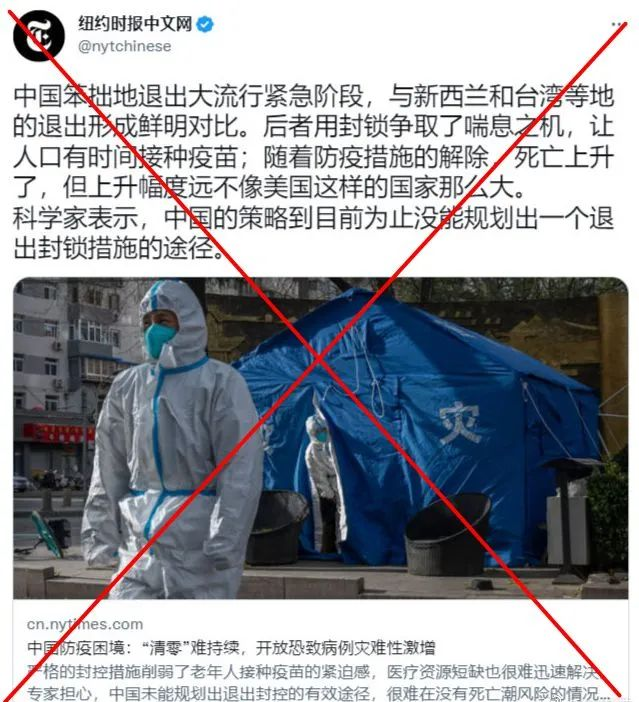 纽约时报中文网
@nytchinese
中国笨拙地退出大流行紧急阶段，与新西兰和台湾等地
的退出形成鲜明对比。后者用封锁争取了喘息之机，让
人口有时间接种疫苗；随着防疫措施的解除，死亡上升
了，但上升幅度远不像美国这样的国家那么大。
科学家表示，中国的策略到目前为止没能规划出一个退
出封锁措施的途径。
灾
cn.nytimes.com
中国防疫困境：“清零”难持续，开放恐致病例灾难性激增
严格的封控措施削弱了老年人接种疫苗的紧迫感，医疗资源短缺也很难迅速解决
专家担心，中国未能规划出退出封控的有效途径，很难在没有死亡潮风险的情况...